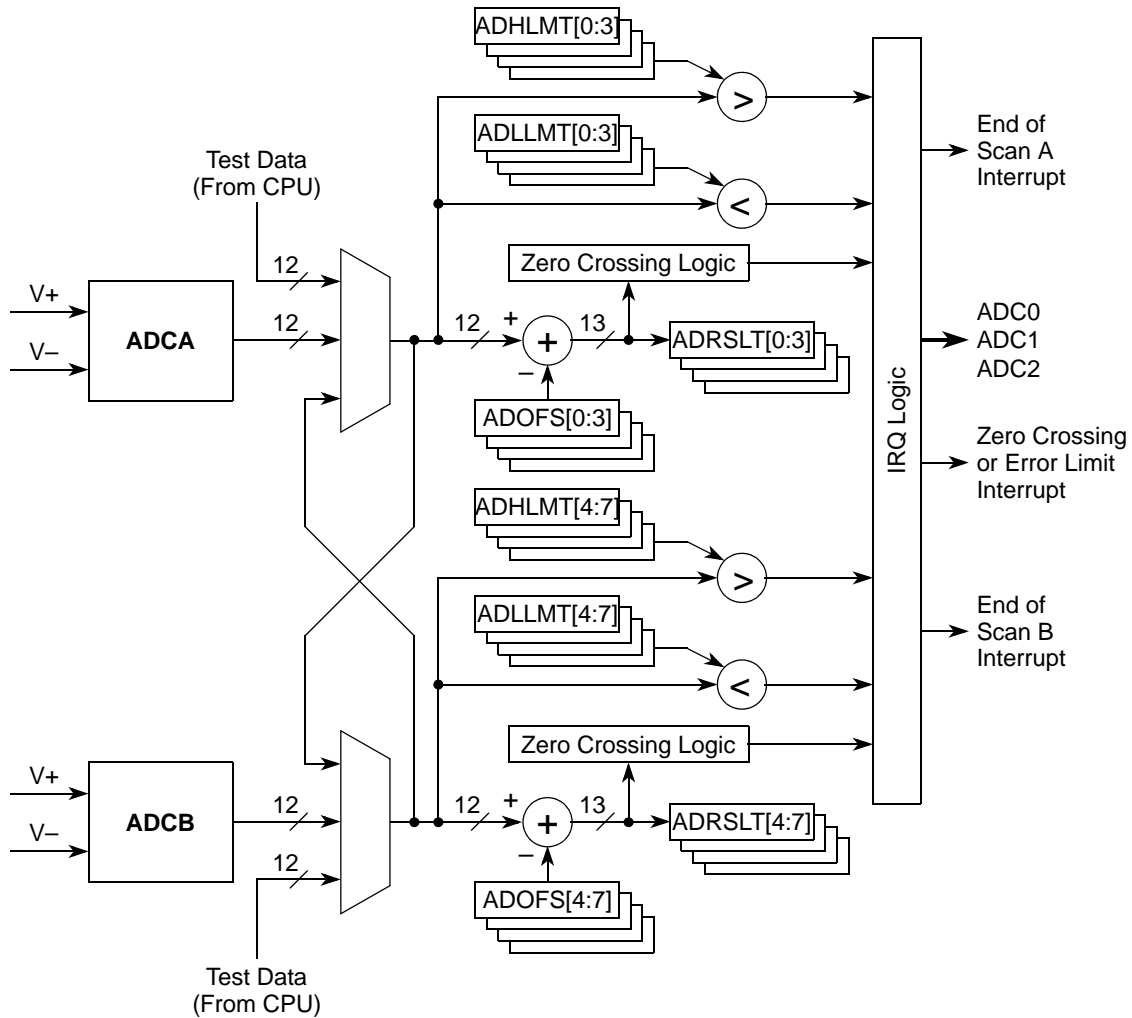 ADHLMT[0:3]
>
ADLLMT[0:3]
<
Test Data
(From CPU)
12
Zero Crossing Logic
V+
V–
ADCA
12
12
+
+
–
13
ADRSLT[0:3]
ADOFS[0:3]
IRQ Logic
End of
Scan A
Interrupt
ADC0
ADC1
ADC2
Zero Crossing
or Error Limit
Interrupt
End of
Scan B
Interrupt
ADHLMT[4:7]
>
ADLLMT[4:7]
<
Zero Crossing Logic
V+
V–
ADCB
12
12
12
+
+
–
13
ADRSLT[4:7]
ADOFS[4:7]
Test Data
(From CPU)